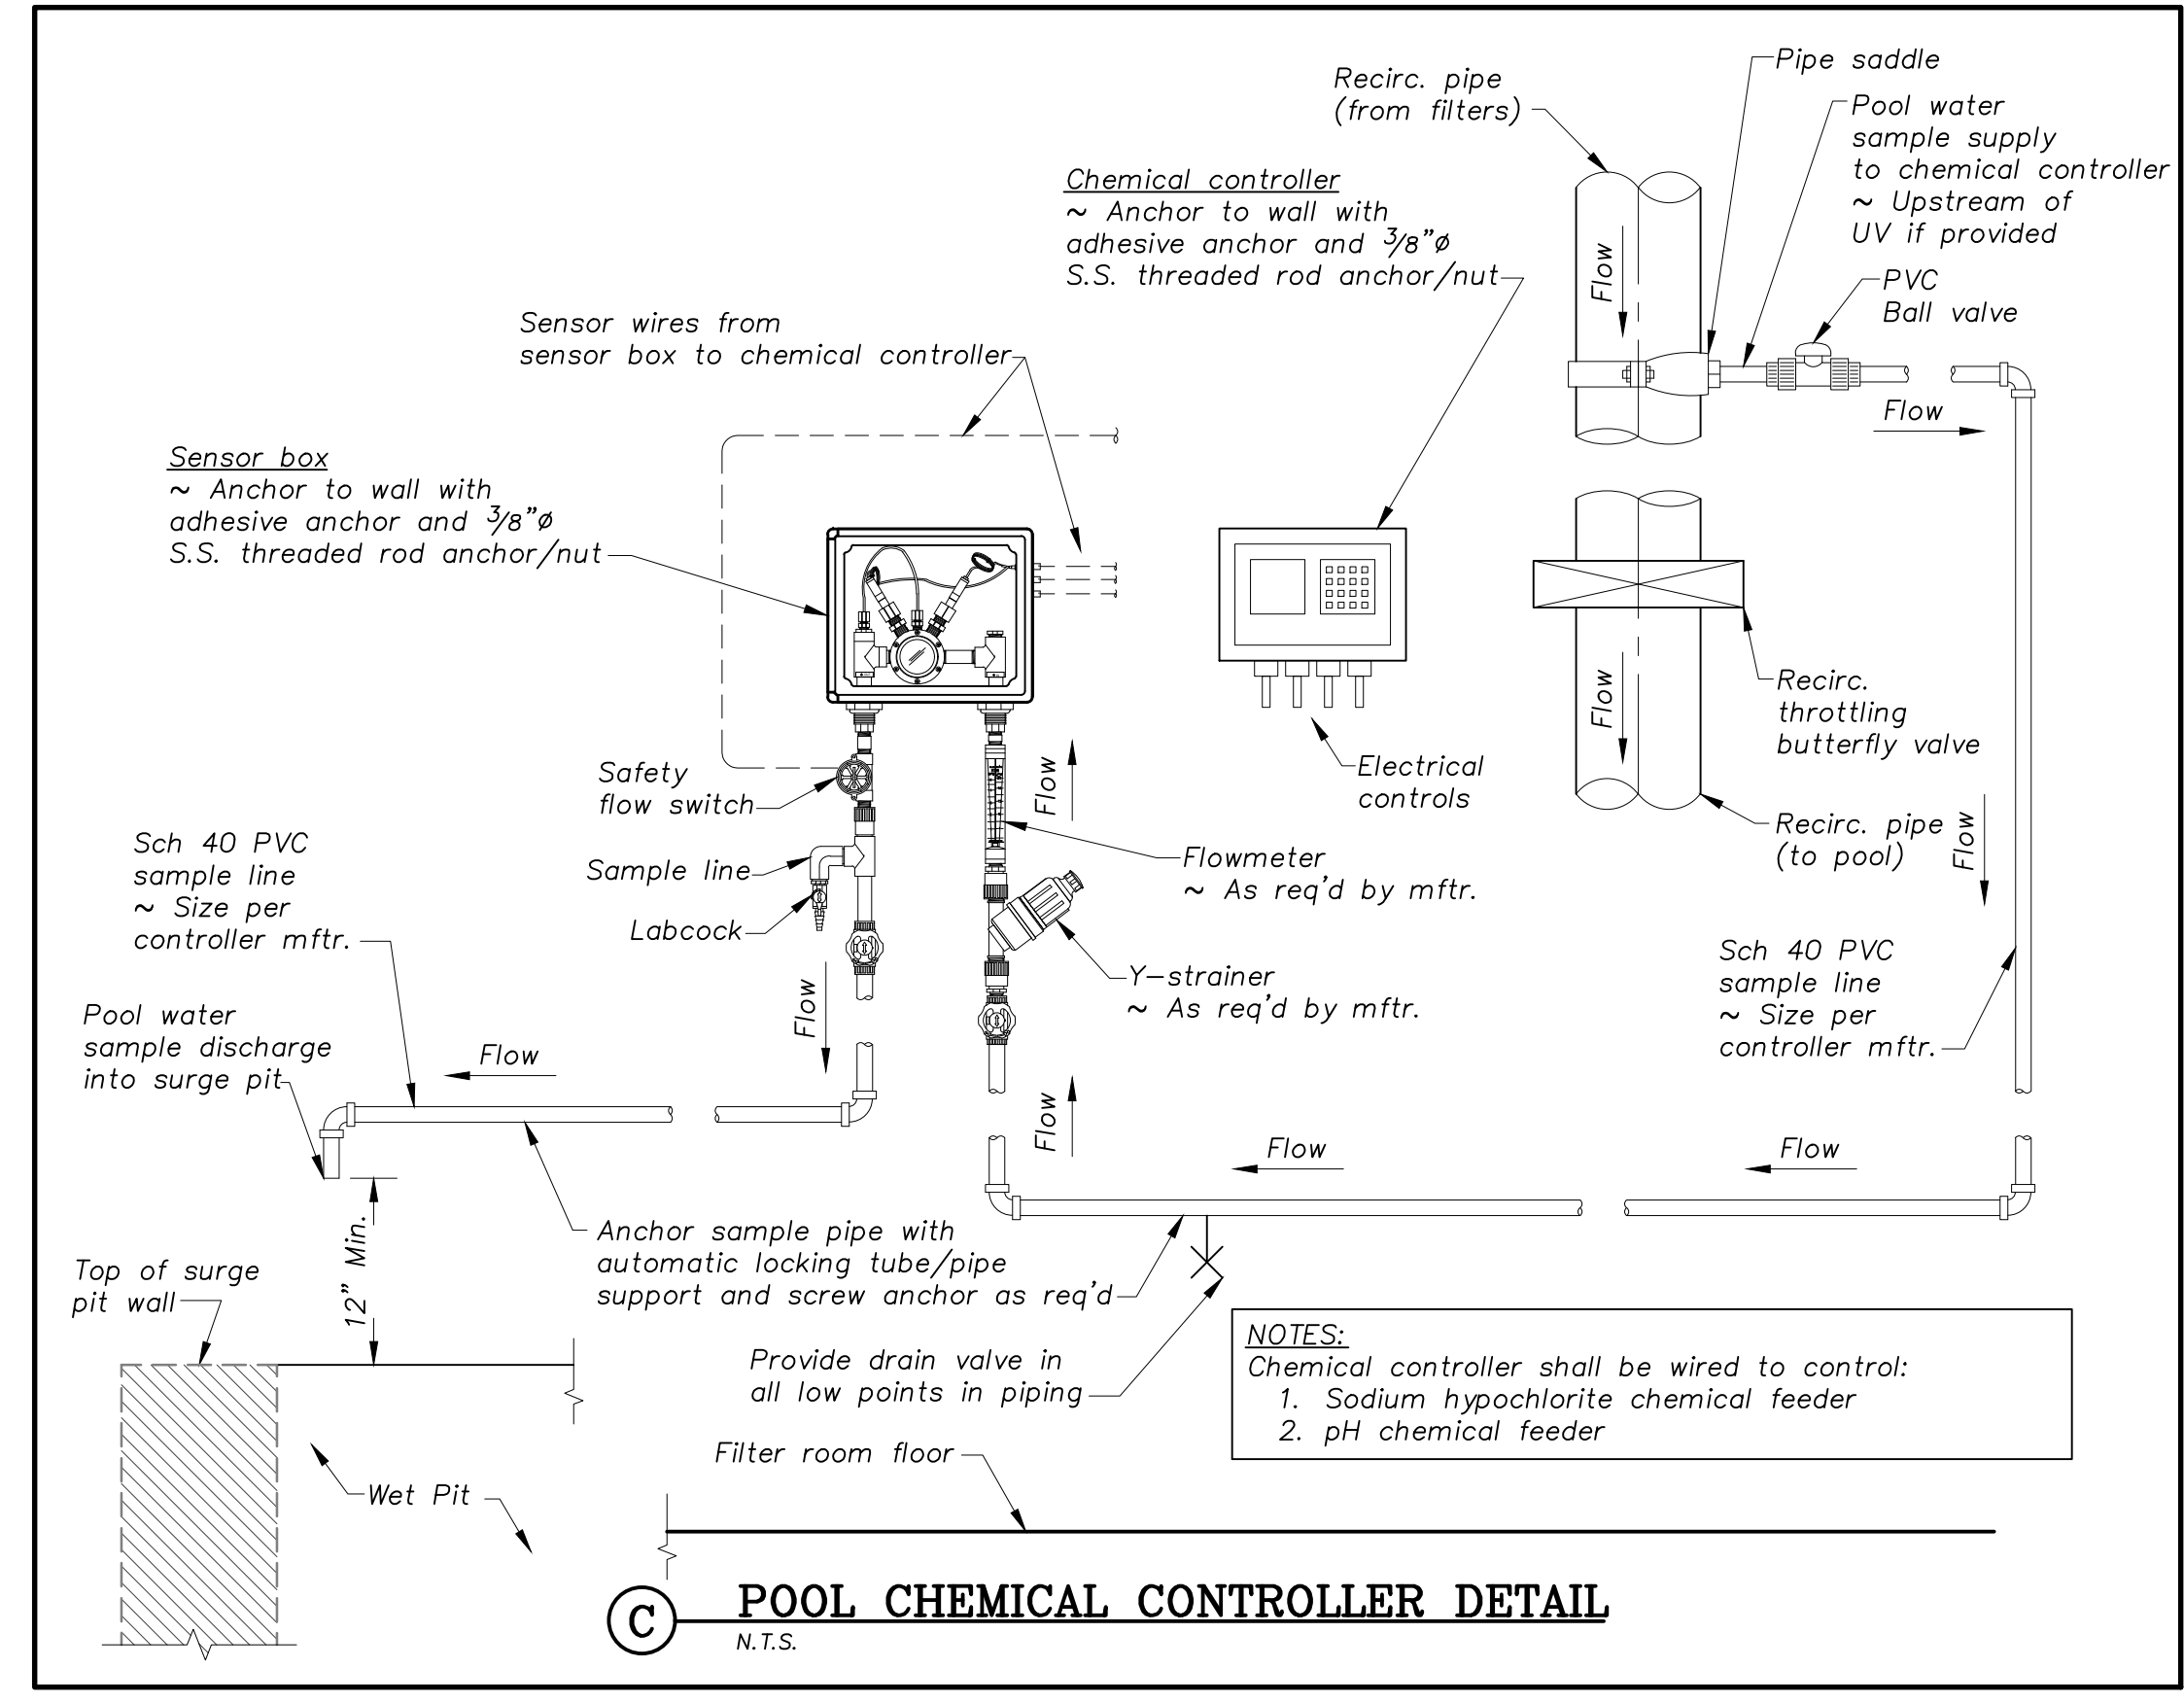 Pipe saddle
Recirc. pipe
(from filters)
Pool water
sample supply
to chemical controller
~ Upstream of
UV if provided
Chemical controller
~ Anchor to wall with
adhesive anchor and 3/8"ø
S.S. threaded rod anchor/nut
Flow
PVC
Ball valve
Sensor wires from
sensor box to chemical controller
Flow
Sensor box
~ Anchor to wall with
adhesive anchor and 3/8"ø
S.S. threaded rod anchor/nut
Flow
Recirc.
throttling
butterfly valve
Safety
flow switch
Flow
Electrical
controls
Sch 40 PVC
sample line
~ Size per
controller mftr.
Sample line
Labcock
Flowmeter
~ As req'd by mftr.
Recirc. pipe
(to pool)
Flow
Y-strainer
~ As req'd by mftr.
Sch 40 PVC
sample line
~ Size per
controller mftr.
Pool water
sample discharge
into surge pit
Flow
Flow
Flow
Flow
Flow
12" Min.
Anchor sample pipe with
automatic locking tube/pipe
support and screw anchor as req'd
Top of surge
pit wall
Provide drain valve in
all low points in piping
NOTES:
Chemical controller shall be wired to control:
1. Sodium hypochlorite chemical feeder
2. pH chemical feeder
Filter room floor
Wet Pit
C
POOL CHEMICAL CONTROLLER DETAIL
N.T.S.